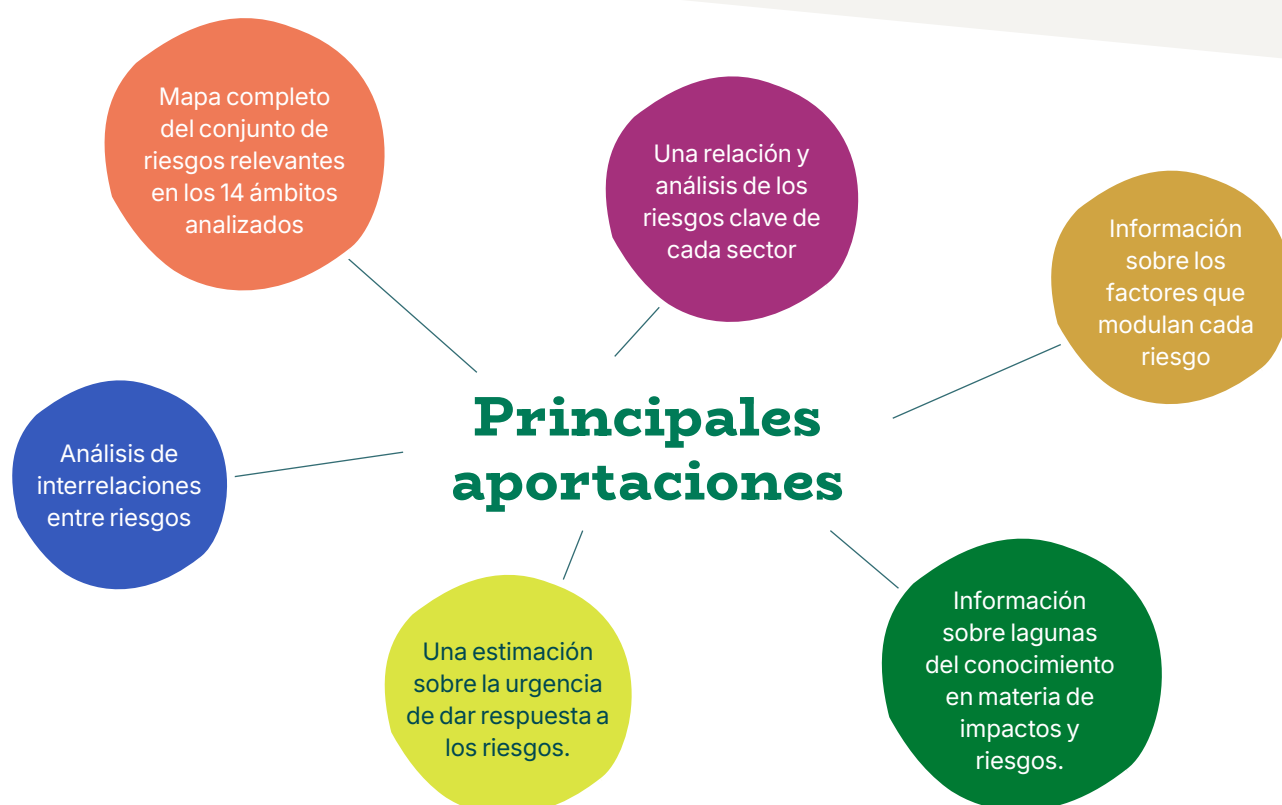 Mapa completo
del conjunto de
riesgos relevantes
en los 14 ámbitos
analizados
Una relación y
análisis de los
riesgos clave de
cada sector
Información
sobre los
factores que
modulan cada
riesgo
Principales
aportaciones
Análisis de
interrelaciones
entre riesgos
Una estimación
sobre la urgencia
de dar respuesta a
los riesgos.
Información
sobre lagunas
del conocimiento
en materia de
impactos y
riesgos.